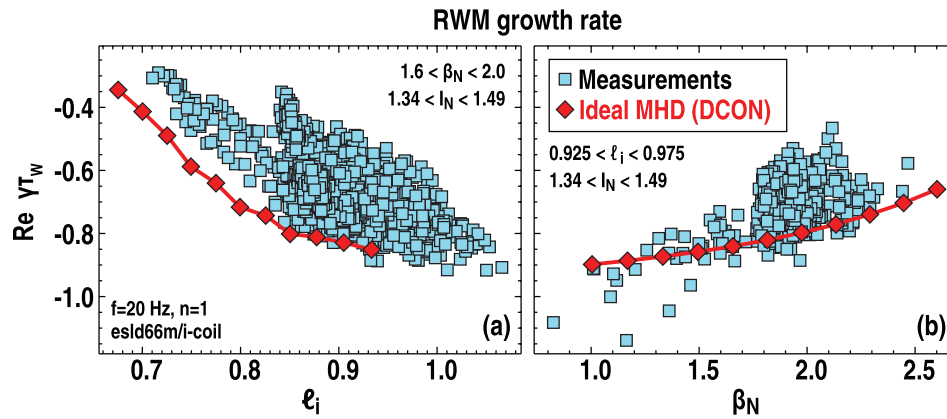 RWM growth rate
Re γτw
-0.4
-0.6
-0.8
-1.0
1.6 < βN < 2.0
1.34 < IN < 1.49
f=20 Hz, n=1
esld66m/i-coil
(a)
0.7 0.8 0.9 1.0
ℓi
Measurements
Ideal MHD (DCON)
0.925 < ℓi < 0.975
1.34 < IN < 1.49
(b)
1.0 1.5 2.0 2.5
βN